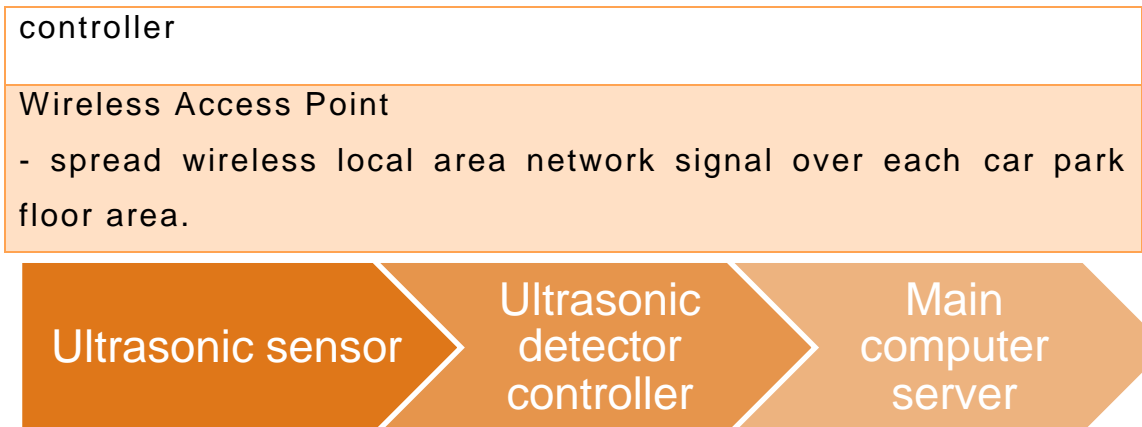 controller
Wireless Access Point
- spread wireless local area network signal over each car park
floor area.
Ultrasonic sensor
Ultrasonic
detector
controller
Main
computer
server